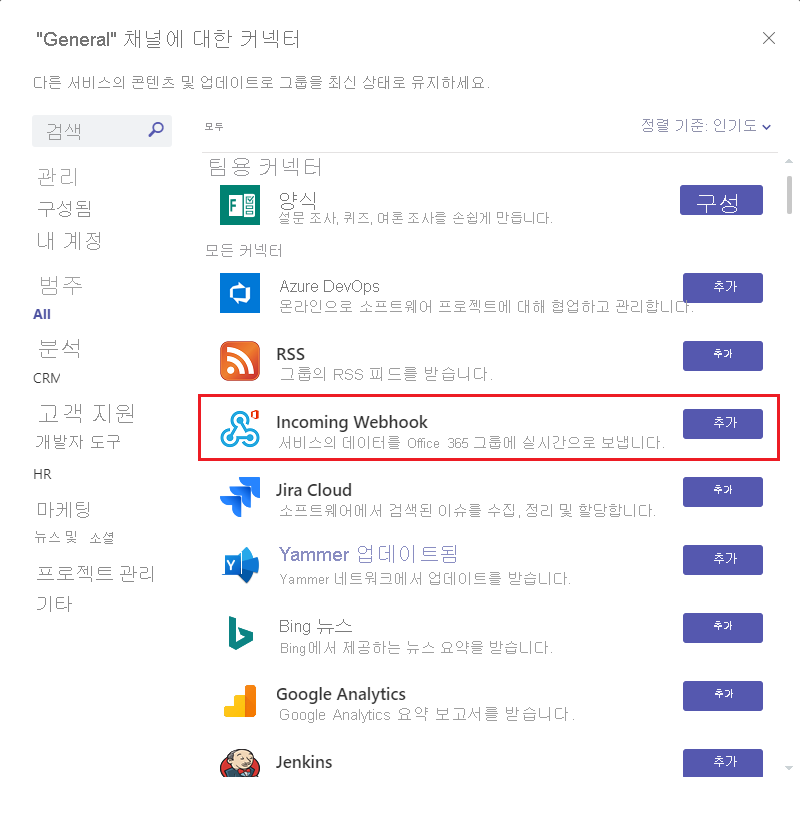 "General" 채널에 대한 커넥터
다른 서비스의 콘텐츠 및 업데이트로 그룹을 최신 상태로 유지하세요.
검색
모두
정렬 기준: 인기도
관리
구성됨
내 계정
범주
All
분석
CRM
고객 지원
개발자 도구
HR
마케팅
뉴스 및 소셜
프로젝트 관리
기타
팀용 커넥터
양식
설문 조사, 퀴즈, 여론 조사를 손쉽게 만듭니다.
구성
모든 커넥터
Azure DevOps
온라인으로 소프트웨어 프로젝트에 대해 협업하고 관리합니다.
추가
RSS
그룹의 RSS 피드를 받습니다.
추가
Incoming Webhook
서비스의 데이터를 Office 365 그룹에 실시간으로 보냅니다.
추가
Jira Cloud
소프트웨어에서 검색된 이슈를 수집, 정리 및 할당합니다.
추가
Yammer 업데이트됨
Yammer 네트워크에서 업데이트를 받습니다.
추가
Bing 뉴스
Bing에서 제공하는 뉴스 요약을 받습니다.
추가
Google Analytics
Google Analytics 요약 보고서를 받습니다.
추가
Jenkins
추가